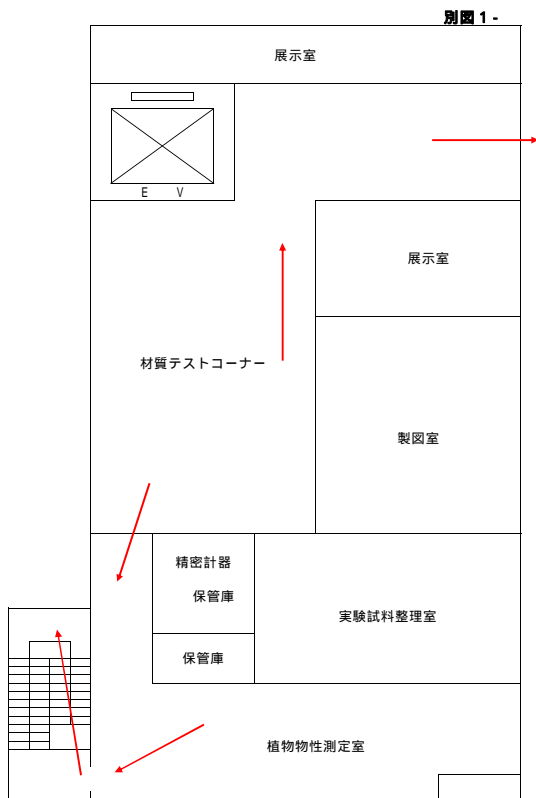 別図１-
展示室
Ｅ Ｖ
展示室
材質テストコーナー
製図室
精密計器
保管庫
実験試料整理室
保管庫
植物物性測定室